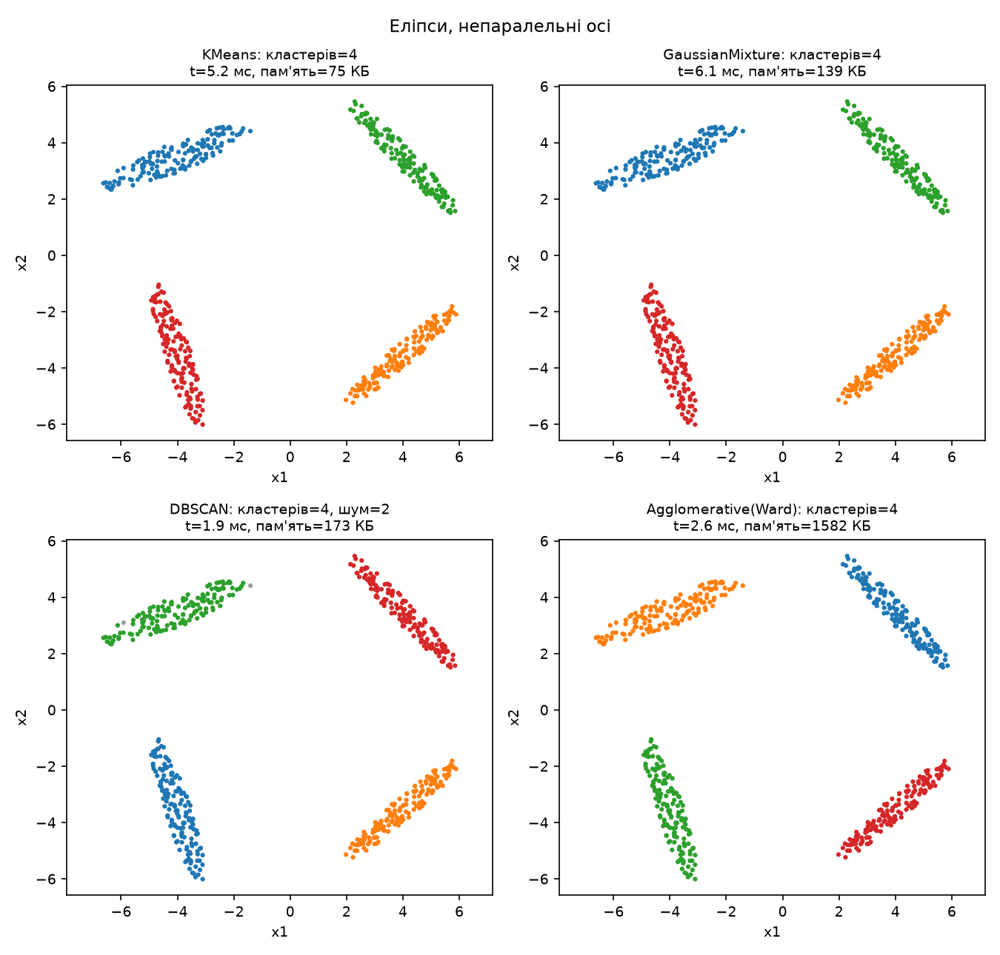 Еліпси, непаралельні осі
KMeans: кластерів=4
t=5.2 мс, пам'ять=75 КБ
6
4
2
0
−2
−4
−6
x2
−6 −4 −2 0 2 4 6
x1
GaussianMixture: кластерів=4
t=6.1 мс, пам'ять=139 КБ
6
4
2
0
−2
−4
−6
x2
−6 −4 −2 0 2 4 6
x1
DBSCAN: кластерів=4, шум=2
t=1.9 мс, пам'ять=173 КБ
6
4
2
0
−2
−4
−6
x2
−6 −4 −2 0 2 4 6
x1
Agglomerative(Ward): кластерів=4
t=2.6 мс, пам'ять=1582 КБ
6
4
2
0
−2
−4
−6
x2
−6 −4 −2 0 2 4 6
x1